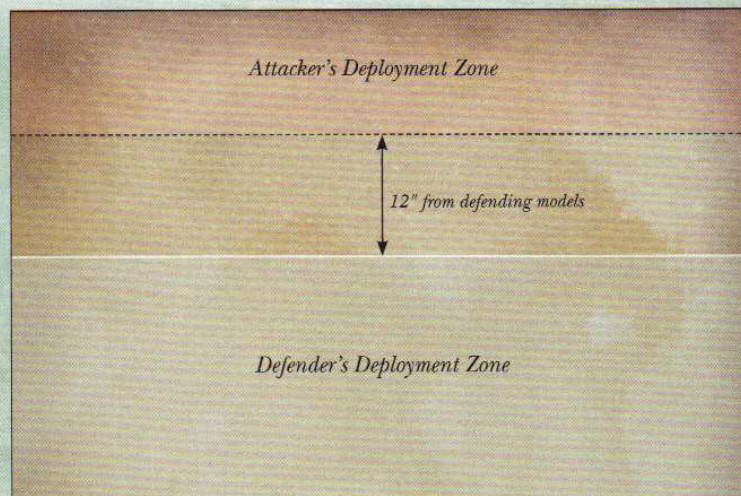 Attacker's Deployment Zone
12" from defending models
Defender's Deployment Zone